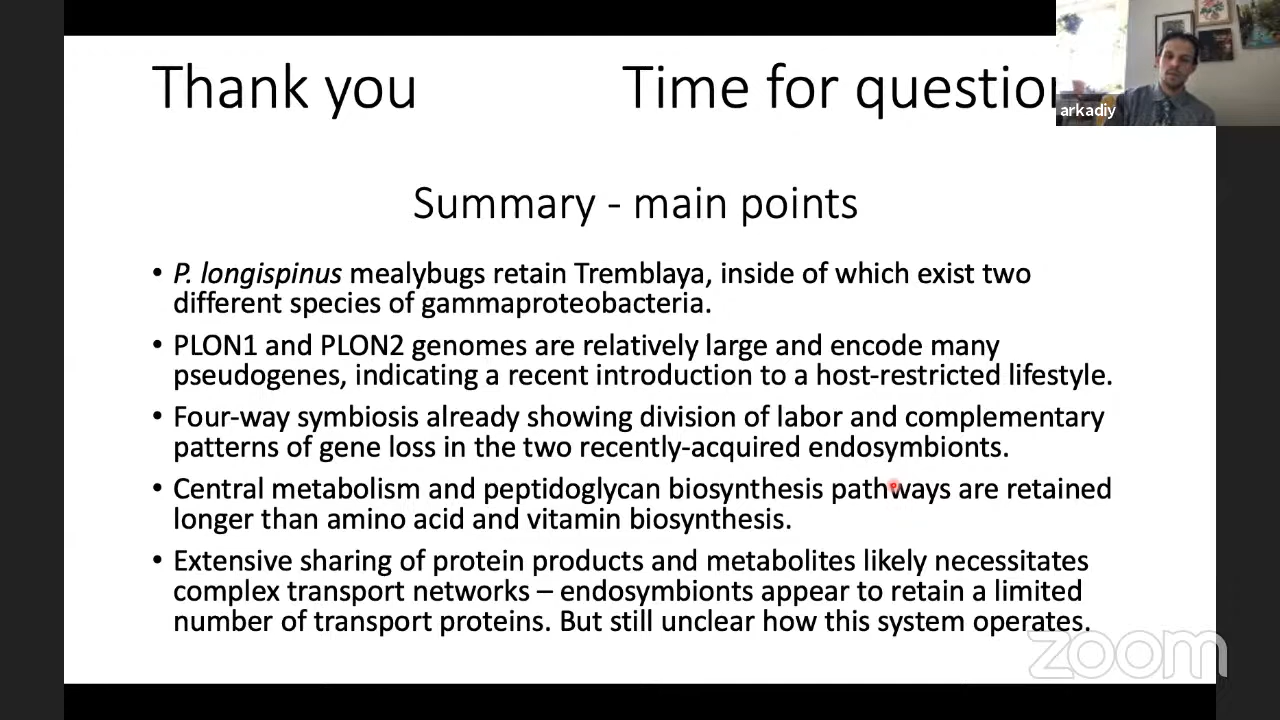 Thank you
Time for question
arkadiy
Summary - main points
• P. longispinus mealybugs retain Tremblaya, inside of which exist two
different species of gammaproteobacteria.
• PLON1 and PLON2 genomes are relatively large and encode many
pseudogenes, indicating a recent introduction to a host-restricted lifestyle.
• Four-way symbiosis already showing division of labor and complementary
patterns of gene loss in the two recently-acquired endosymbionts.
• Central metabolism and peptidoglycan biosynthesis pathways are retained
longer than amino acid and vitamin biosynthesis.
• Extensive sharing of protein products and metabolites likely necessitates
complex transport networks – endosymbionts appear to retain a limited
number of transport proteins. But still unclear how this system operates.
zoom